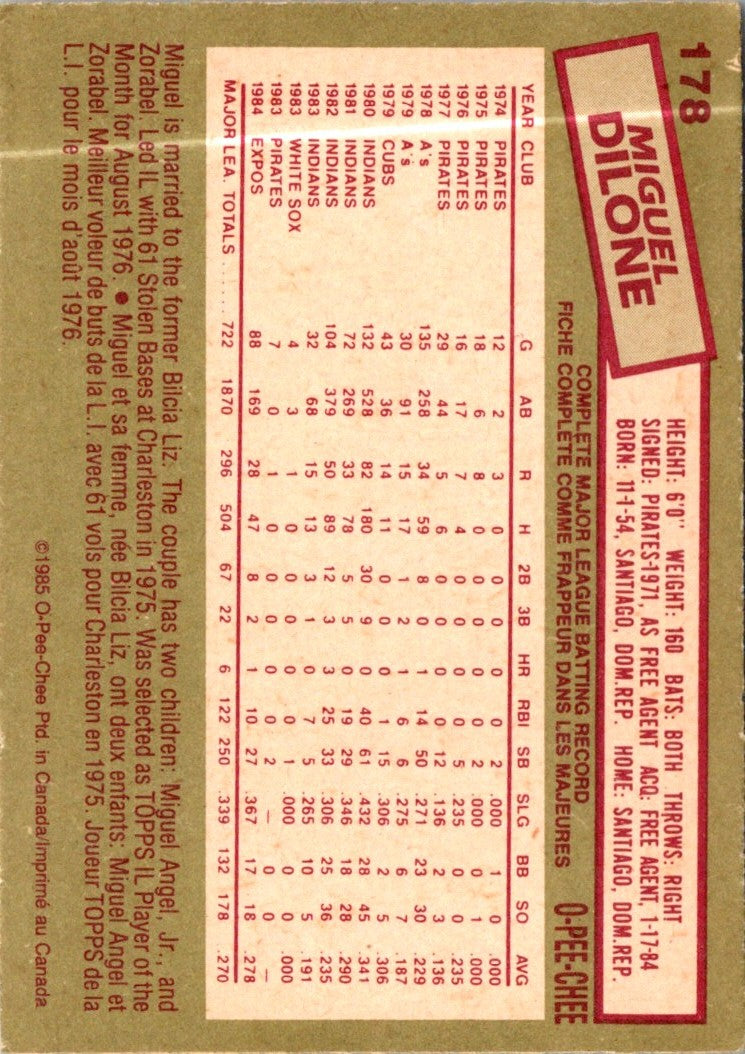 178
MIGUEL
DILONE
HEIGHT: 6'0" WEIGHT: 160 BATS: BOTH THROWS: RIGHT
SIGNED: PIRATES-1971, AS FREE AGENT ACQ: FREE AGENT, 1-17-84
BORN: 11-1-54, SANTIAGO, DOM.REP. HOME: SANTIAGO, DOM.REP.
COMPLETE MAJOR LEAGUE BATTING RECORD
FICHE COMPLÈTE COMME FRAPPEUR DANS LES MAJEURES O-PEE-CHEE
YEAR CLUB G AB R H 2B 3B HR RBI SB SLG BB SO AVG
1974 PIRATES 12 2 3 0 0 0 0 0 2 .000 1 0 .000
1975 PIRATES 18 6 8 0 0 0 0 0 2 .000 0 1 .000
1976 PIRATES 16 17 7 4 0 0 0 0 5 .235 0 0 .235
1977 PIRATES 29 44 5 6 0 0 0 0 12 .136 2 3 .136
1978 A's 135 258 34 59 8 0 1 14 50 .271 23 30 .229
1979 A's 30 91 15 17 1 2 1 6 6 .275 6 7 .187
1979 CUBS 43 36 14 11 0 0 0 1 15 .306 2 5 .306
1980 INDIANS 132 528 82 180 30 9 0 40 61 .432 28 45 .341
1981 INDIANS 72 269 33 78 5 5 0 19 29 .346 18 28 .290
1982 INDIANS 104 379 50 89 12 3 3 25 33 .306 25 36 .235
1983 INDIANS 32 68 15 13 3 1 0 7 5 .265 10 5 .191
1983 WHITE SOX 4 3 1 0 0 0 0 0 1 .000 0 0 .000
1983 PIRATES 7 0 1 0 0 0 0 0 2 — 0 0 —
1984 EXPOS 88 169 28 47 8 2 1 10 27 .367 17 18 .278
MAJOR LEA. TOTALS ..... 722 1870 296 504 67 22 6 122 250 .339 132 178 .270
Miguel is married to the former Bilcia Liz. The couple has two children: Miguel Angel, Jr., and
Zorabel. Led IL with 61 Stolen Bases at Charleston in 1975. Was selected as TOPPS IL Player of the
Month for August 1976. ● Miguel et sa femme, née Bilcia Liz, ont deux enfants: Miguel Angel et
Zorabel. Meilleur voleur de buts de la L.I. avec 61 vols pour Charleston en 1975. Joueur TOPPS de la
L.I. pour le mois d'août 1976.
©1985 O-Pee-Chee Ptd. in Canada/Imprimé au Canada